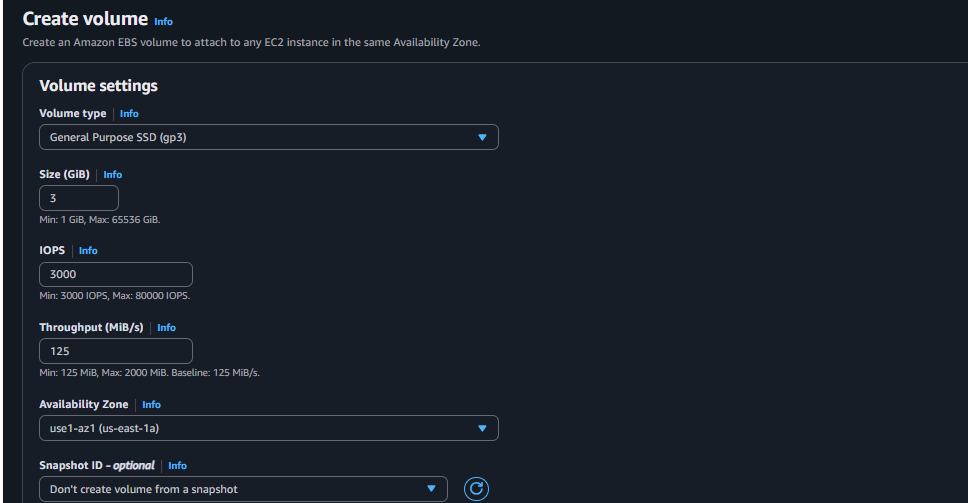 Create volume Info
Create an Amazon EBS volume to attach to any EC2 instance in the same Availability Zone.
Volume settings
Volume type Info
General Purpose SSD (gp3)
Size (GiB) Info
3
Min: 1 GiB, Max: 65536 GiB.
IOPS Info
3000
Min: 3000 IOPS, Max: 80000 IOPS.
Throughput (MiB/s) Info
125
Min: 125 MiB, Max: 2000 MiB. Baseline: 125 MiB/s.
Availability Zone Info
use1-az1 (us-east-1a)
Snapshot ID - optional Info
Don't create volume from a snapshot